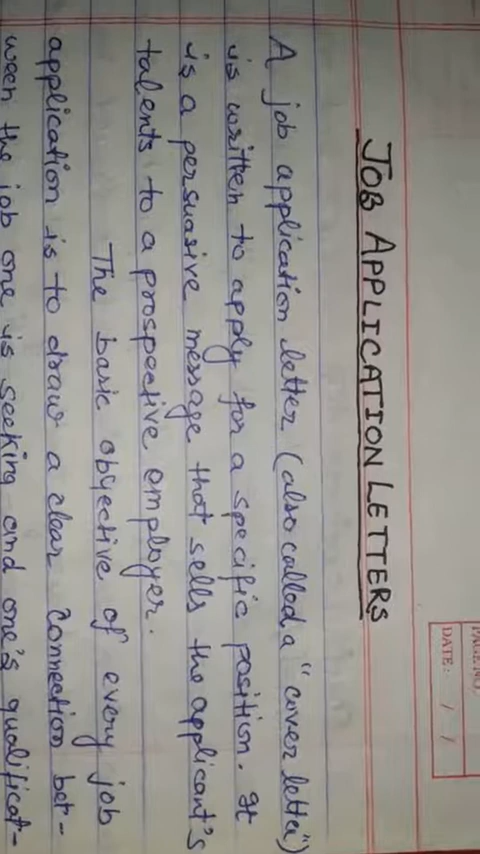 PAGE NO.
DATE: / /
JOB APPLICATION LETTERS
A job application letter (also called a "cover letter")
is written to apply for a specific position. It
is a persuasive message that sells the applicant's
talents to a prospective employer.
The basic objective of every job
application is to draw a clear connection bet-
ween the job one is seeking and one's qualificat-